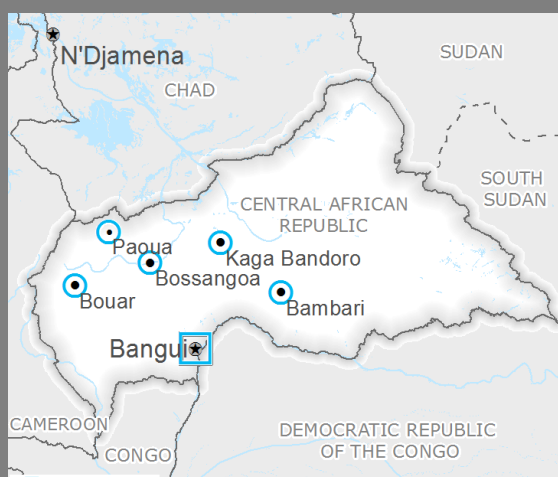 N'Djamena
SUDAN
CHAD
SOUTH
SUDAN
CENTRAL AFRICAN
REPUBLIC
Paoua
Kaga Bandoro
Bossangoa
Bouar
Bambari
Bangui
CAMEROON
DEMOCRATIC REPUBLIC
OF THE CONGO
CONGO